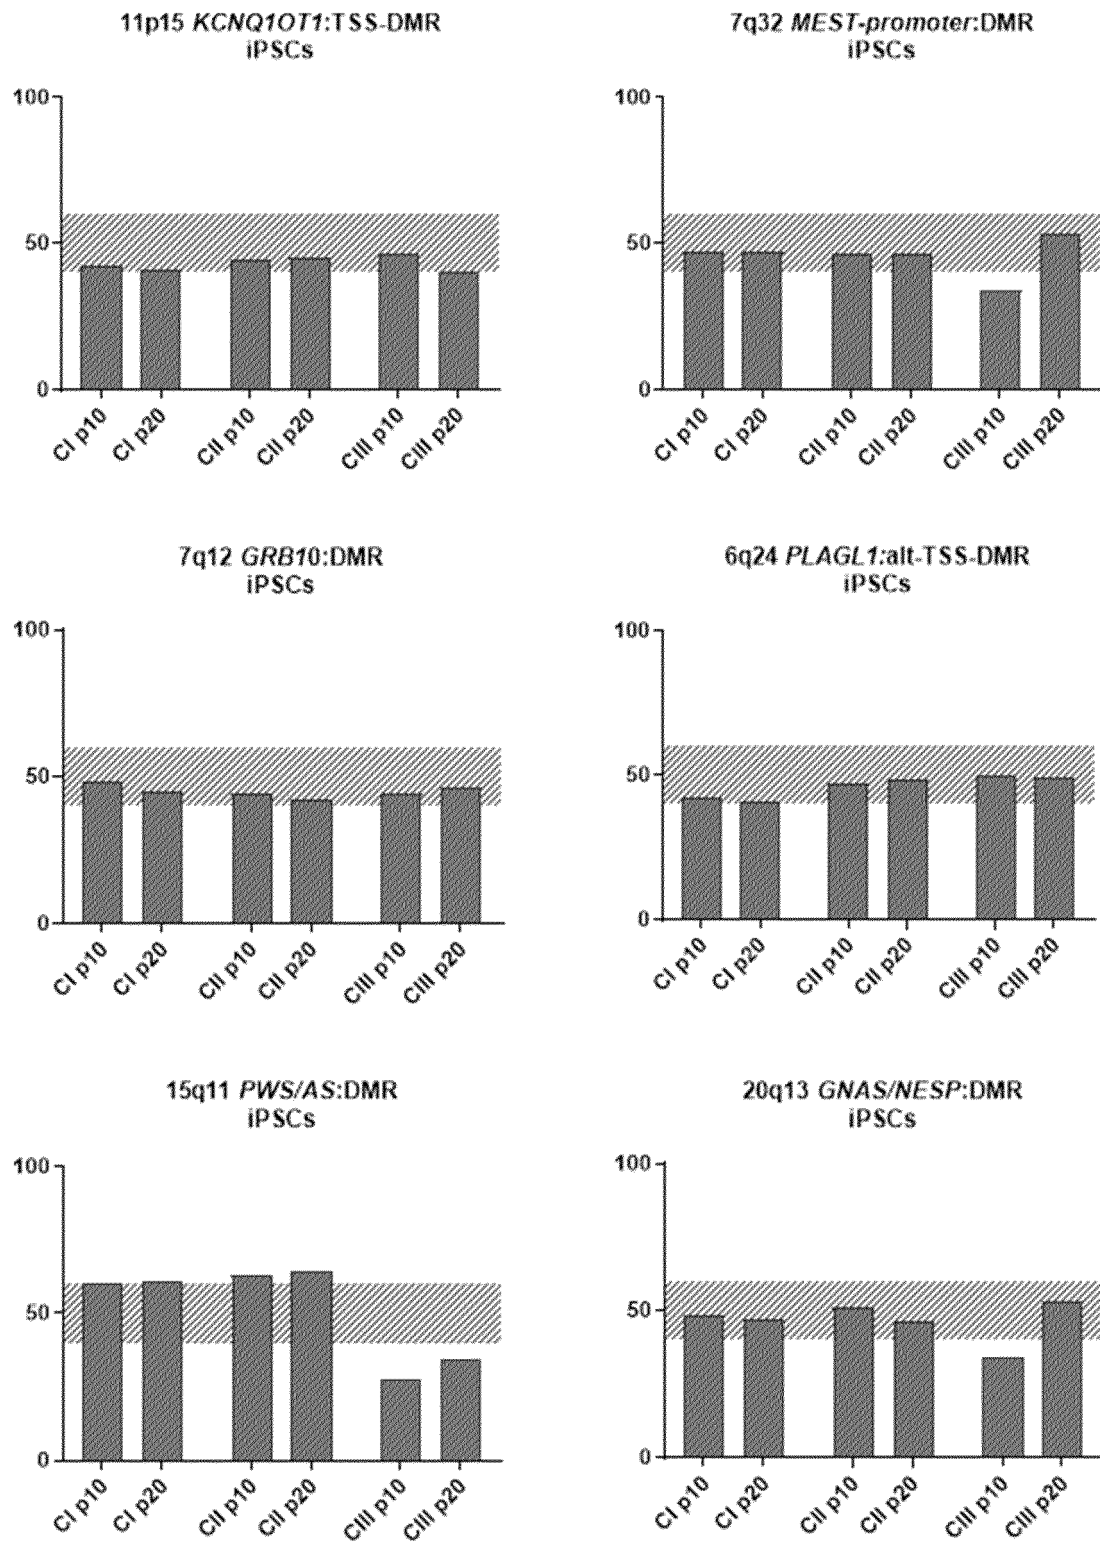 11p15 KCNQ1OT1:TSS-DMR
iPSCs
100
50
0
CI p10
CI p20
CII p10
CII p20
CIII p10
CIII p20
7q32 MEST-promoter:DMR
iPSCs
100
50
0
CI p10
CI p20
CII p10
CII p20
CIII p10
CIII p20
7q12 GRB10:DMR
iPSCs
100
50
0
CI p10
CI p20
CII p10
CII p20
CIII p10
CIII p20
6q24 PLAGL1:alt-TSS-DMR
iPSCs
100
50
0
CI p10
CI p20
CII p10
CII p20
CIII p10
CIII p20
15q11 PWS/AS:DMR
iPSCs
100
50
0
CI p10
CI p20
CII p10
CII p20
CIII p10
CIII p20
20q13 GNAS/NESP:DMR
iPSCs
100
50
0
CI p10
CI p20
CII p10
CII p20
CIII p10
CIII p20